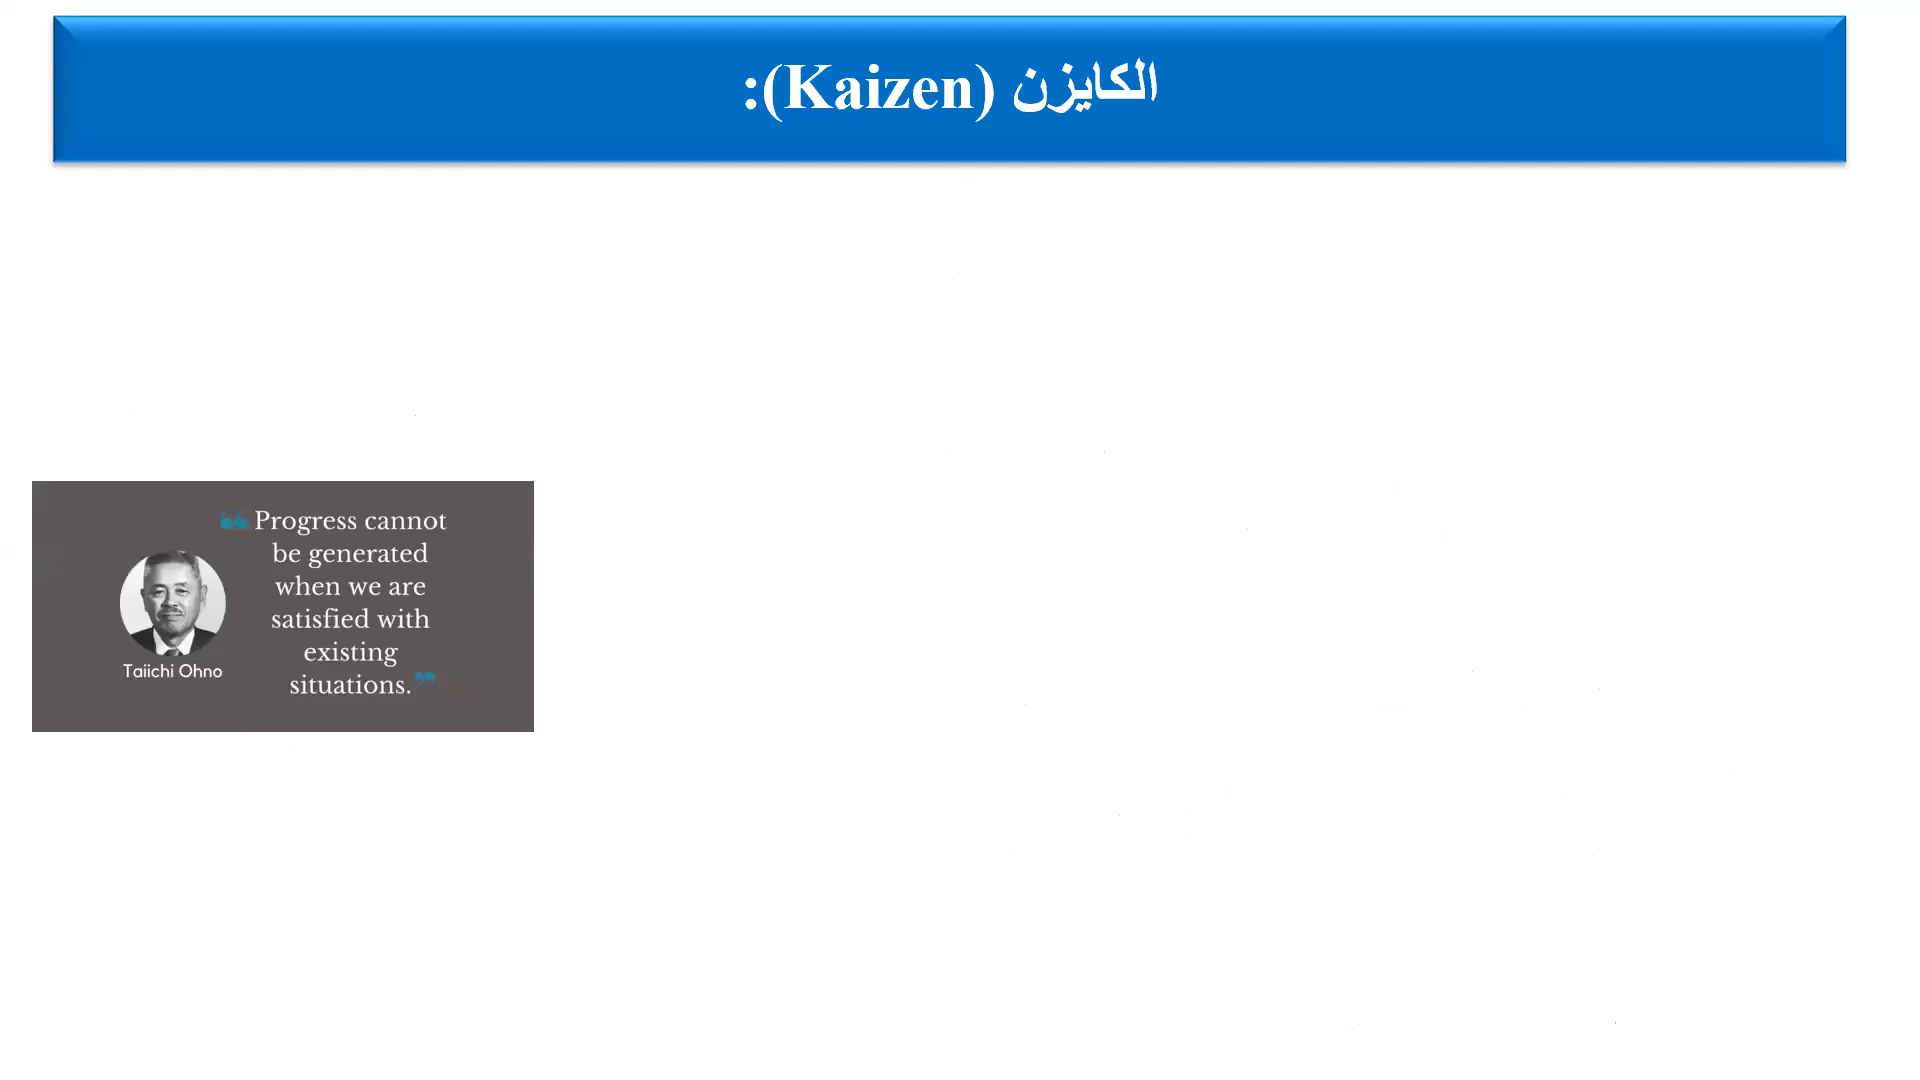 الكايزن (Kaizen):
❝ Progress cannot
be generated
when we are
satisfied with
existing
situations.❞
Taiichi Ohno